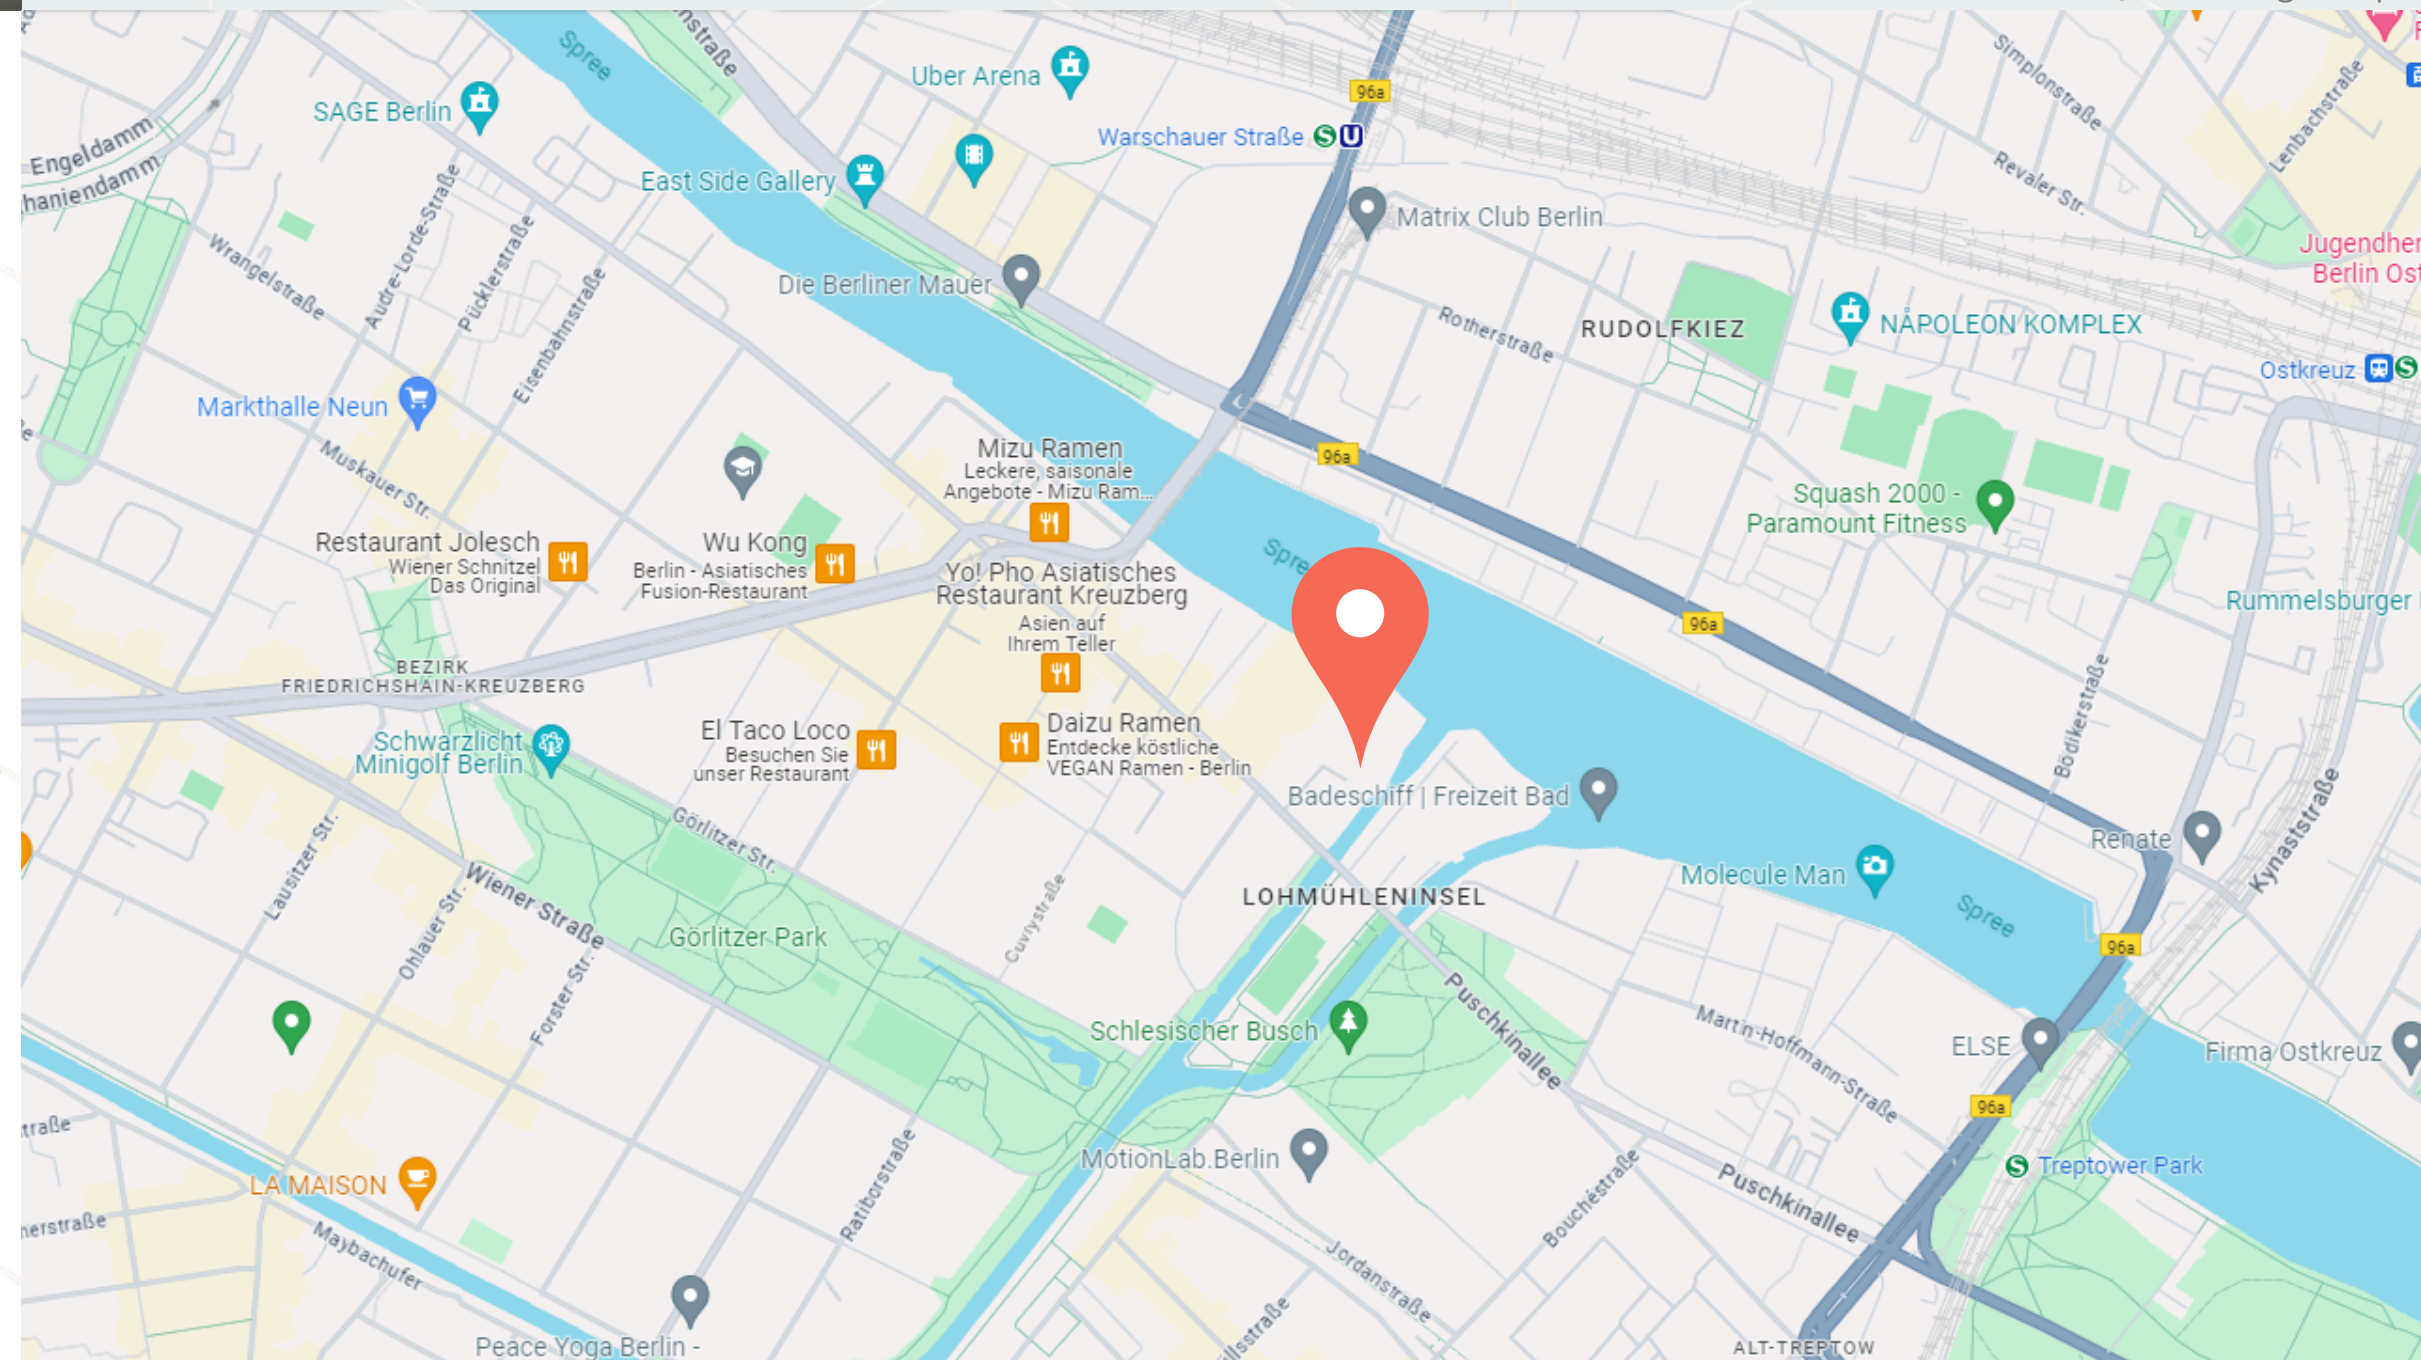 Spree
Uber Arena
96a
SAGE Berlin
Warschauer Straße S U
Simplonstraße
Lenbachstraße
Engeldamm
East Side Gallery
Revaler Str.
Matrix Club Berlin
Audre-Lorde-Straße
Pücklerstraße
Wrangelstraße
Eisenbahnstraße
Die Berliner Mauer
Rotherstraße
RUDOLFKIEZ
NÅPOLEON KOMPLEX
Berlin Ost
Ostkreuz S
Markthalle Neun
Muskauer Str.
Mizu Ramen
Leckere, saisonale
Angebote - Mizu Ram...
96a
Squash 2000 -
Paramount Fitness
Restaurant Jolesch
Wiener Schnitzel
Das Original
Wu Kong
Berlin - Asiatisches
Fusion-Restaurant
Yo! Pho Asiatisches
Restaurant Kreuzberg
Asien auf
Ihrem Teller
96a
Rummelsburger
BEZIRK
FRIEDRICHSHAIN-KREUZBERG
Schwarzlicht
Minigolf Berlin
El Taco Loco
Besuchen Sie
unser Restaurant
Daizu Ramen
Entdecke köstliche
VEGAN Ramen - Berlin
Bödikerstraße
Badeschiff | Freizeit Bad
Görlitzer Str.
Renate
Kynaststraße
Lausitzer Str.
Wiener Straße
Ohlauer Str.
Forster Str.
Görlitzer Park
Cuvrystraße
LOHMÜHLENINSEL
Molecule Man
Spree
96a
Puschkinallee
Schlesischer Busch
Martin-Hoffmann-Straße
ELSE
Firma Ostkreuz
96a
MotionLab.Berlin
S Treptower Park
LA MAISON
Ratiborstraße
Bouchéstraße
Puschkinallee
Maybachufer
Jordanstraße
Peace Yoga Berlin -
ALT-TREPTOW